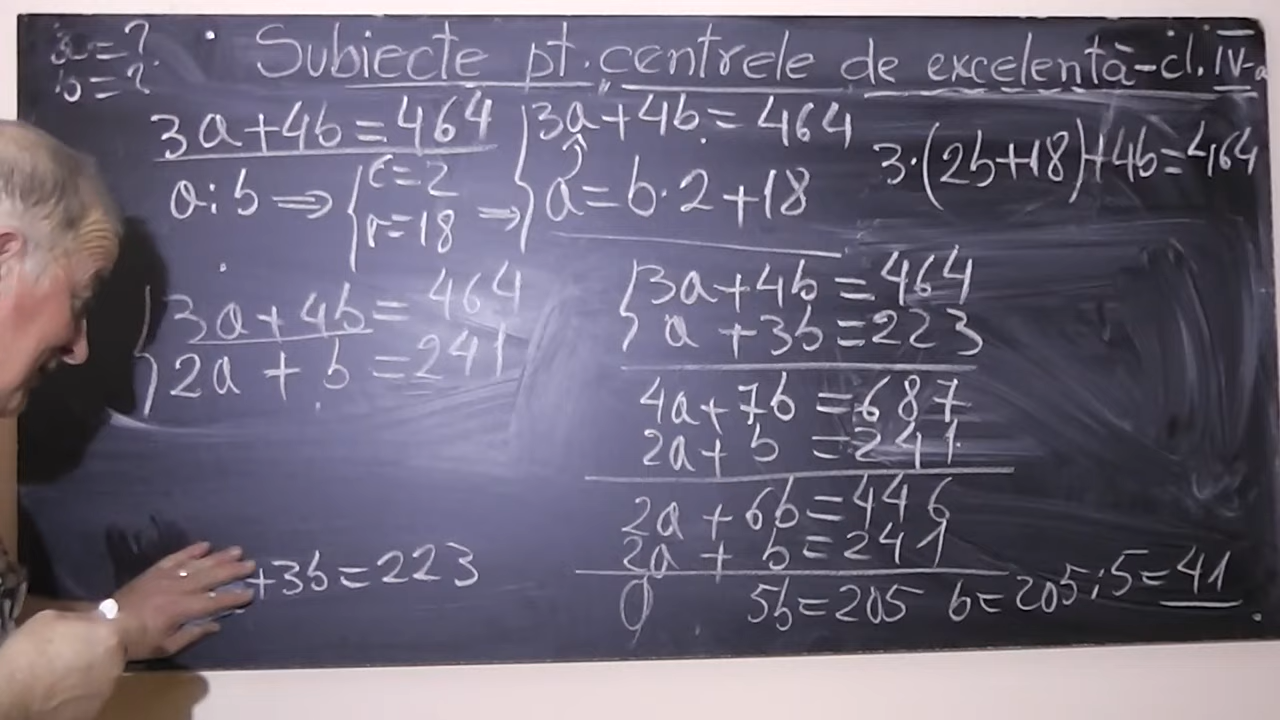 a=?
b=?
Subiecte pt. centrele de excelență-cl. IV-a
3a+4b=464
a:b⇒{c=2
r=18 ⇒
{3a+4b=464
a=b·2+18
3·(2b+18)+4b=464
{3a+4b=464
2a+b=241
{3a+4b=464
a+3b=223
4a+7b=687
2a+b=241
2a+6b=446
2a+b=241
0 5b=205 b=205:5=41
+3b=223